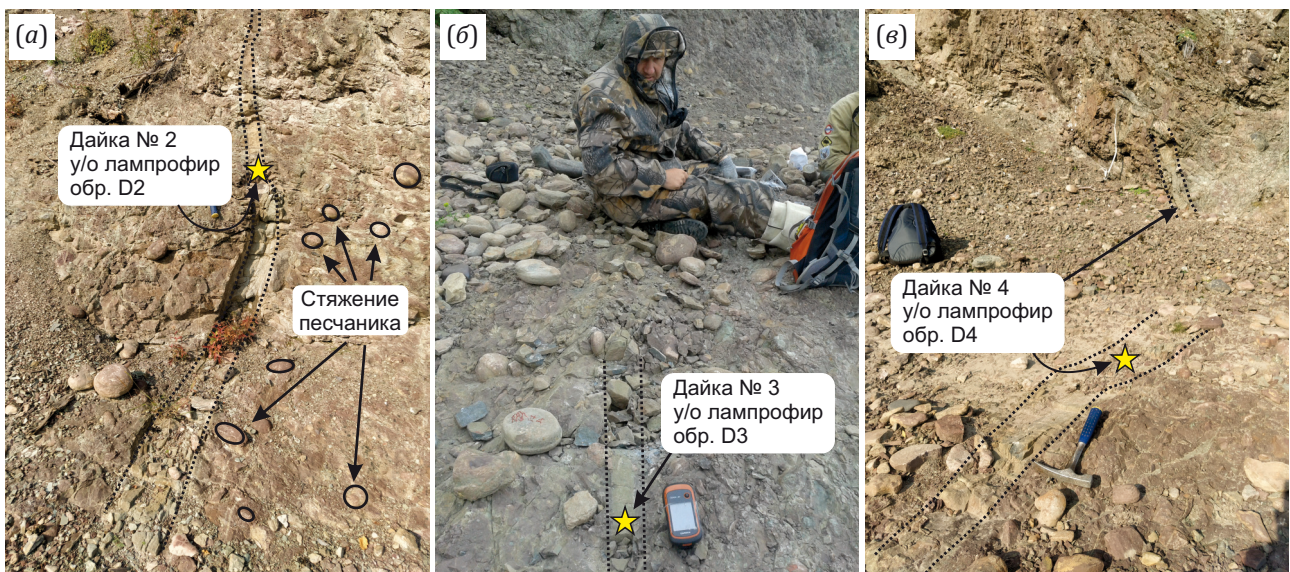 (а)
Дайка № 2
у/о лампрофир
обр. D2
Стяжение
песчаника
(б)
Дайка № 3
у/о лампрофир
обр. D3
(в)
Дайка № 4
у/о лампрофир
обр. D4